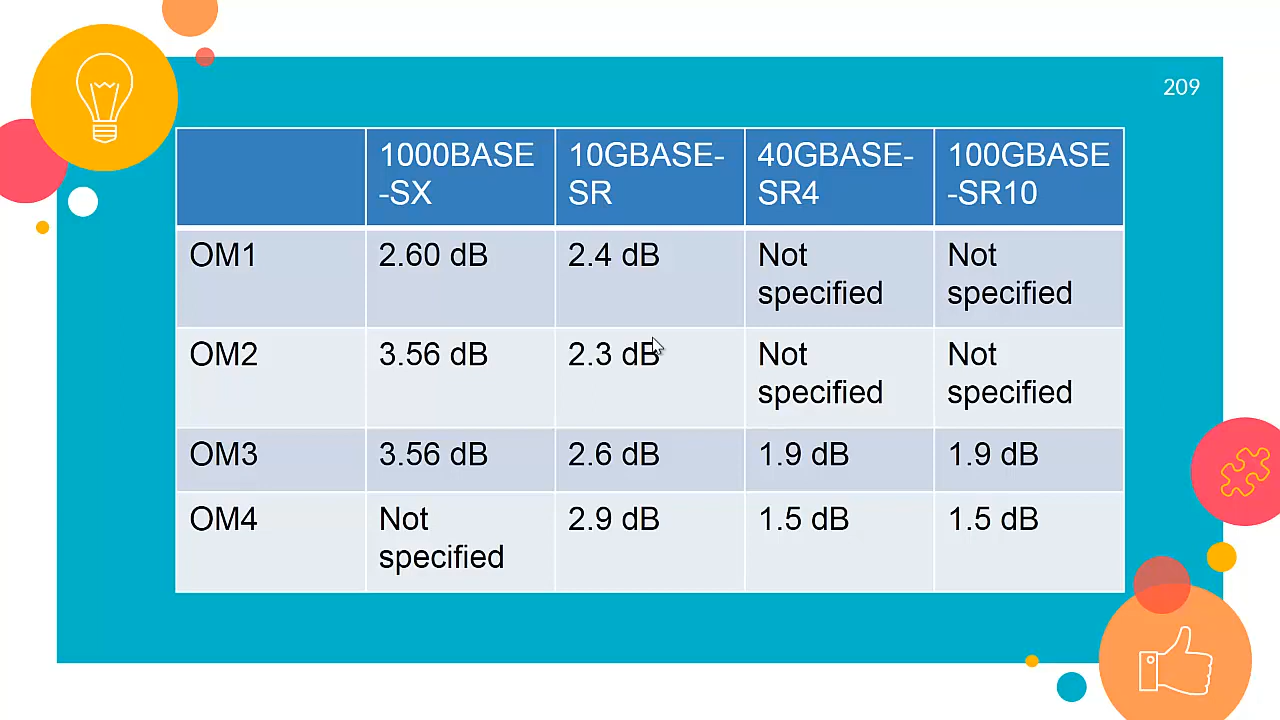 209
1000BASE
-SX
10GBASE-
SR
40GBASE-
SR4
100GBASE
-SR10
OM1
2.60 dB
2.4 dB
Not
specified
Not
specified
OM2
3.56 dB
2.3 dB
Not
specified
Not
specified
OM3
3.56 dB
2.6 dB
1.9 dB
1.9 dB
OM4
Not
specified
2.9 dB
1.5 dB
1.5 dB